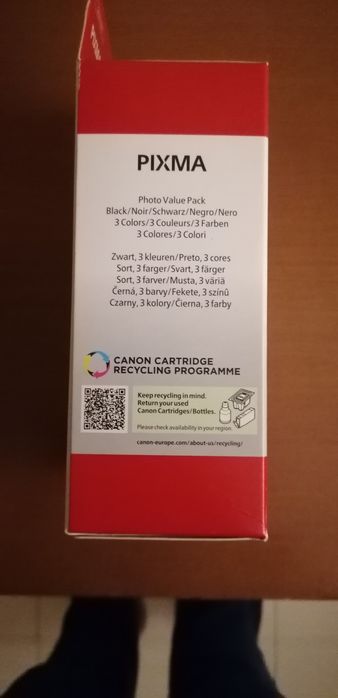 PIXMA
Photo Value Pack
Black/Noir/Schwarz/Negro/Nero
3 Colors/3 Couleurs/3 Farben
3 Colores/3 Colori
Zwart, 3 kleuren/Preto, 3 cores
Sort, 3 farger/Svart, 3 färger
Sort, 3 farver/Musta, 3 väriä
Černá, 3 barvy/Fekete, 3 színű
Czarny, 3 kolory/Čierna, 3 farby
CANON CARTRIDGE
RECYCLING PROGRAMME
Keep recycling in mind.
Return your used
Canon Cartridges/Bottles.
Please check availability in your region.
canon-europe.com/about-us/recycling/